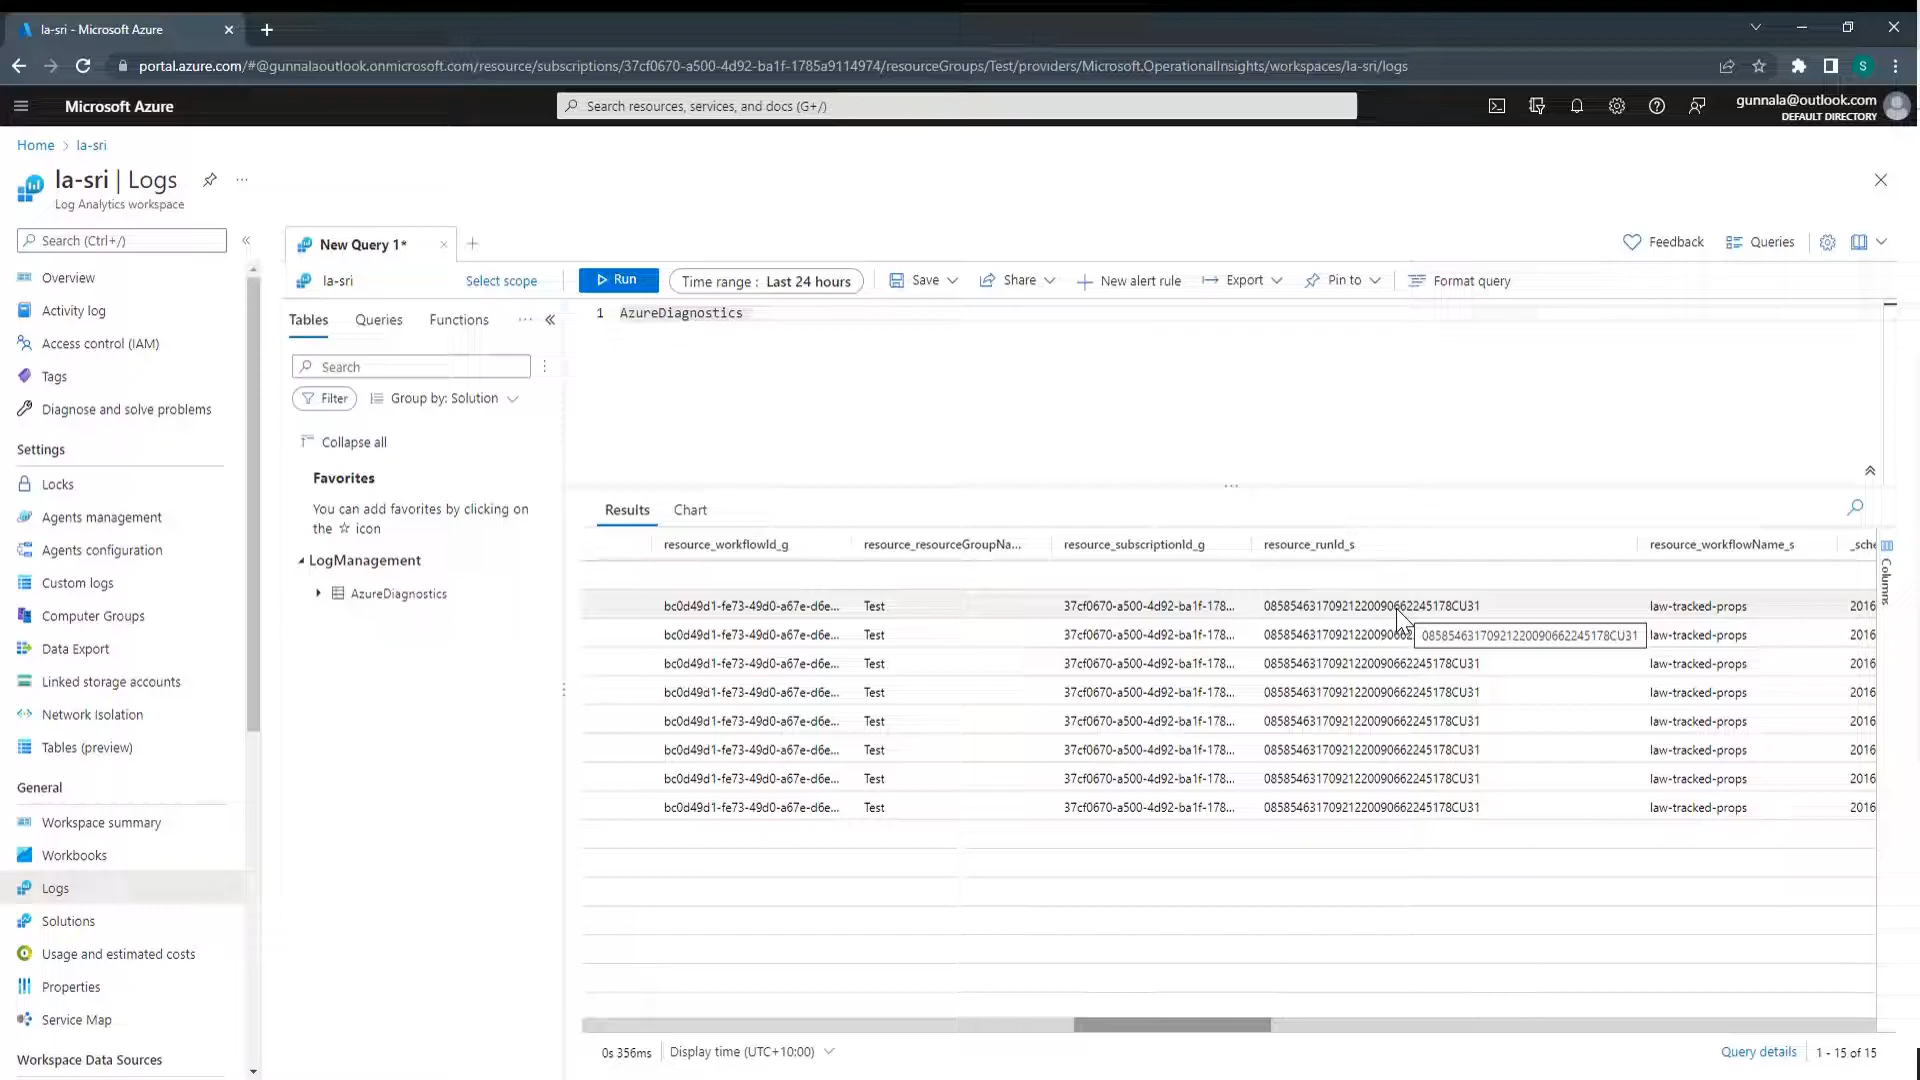 la-sri - Microsoft Azure
portal.azure.com/#@gunnalaoutlook.onmicrosoft.com/resource/subscriptions/37cf0670-a500-4d92-ba1f-1785a9114974/resourceGroups/Test/providers/Microsoft.OperationalInsights/workspaces/la-sri/logs
S
Microsoft Azure
Search resources, services, and docs (G+/)
gunnala@outlook.com
DEFAULT DIRECTORY
Home > la-sri
la-sri | Logs
Log Analytics workspace
Search (Ctrl+/)
Overview
Activity log
Access control (IAM)
Tags
Diagnose and solve problems
Settings
Locks
Agents management
Agents configuration
Custom logs
Computer Groups
Data Export
Linked storage accounts
Network Isolation
Tables (preview)
General
Workspace summary
Workbooks
Logs
Solutions
Usage and estimated costs
Properties
Service Map
Workspace Data Sources
New Query 1*
Feedback
Queries
la-sri
Select scope
Run
Time range : Last 24 hours
Save
Share
New alert rule
Export
Pin to
Format query
Tables
Queries
Functions
Search
Filter
Group by: Solution
Collapse all
Favorites
You can add favorites by clicking on
the ☆ icon
LogManagement
AzureDiagnostics
1 AzureDiagnostics
Results
Chart
resource_workflowId_g resource_resourceGroupNa... resource_subscriptionId_g resource_runId_s resource_workflowName_s _sche
bc0d49d1-fe73-49d0-a67e-d6e... Test 37cf0670-a500-4d92-ba1f-178... 08585463170921220090662245178CU31 law-tracked-props 2016
bc0d49d1-fe73-49d0-a67e-d6e... Test 37cf0670-a500-4d92-ba1f-178... 085854631709212200906622 08585463170921220090662245178CU31 law-tracked-props 2016
bc0d49d1-fe73-49d0-a67e-d6e... Test 37cf0670-a500-4d92-ba1f-178... 08585463170921220090662245178CU31 law-tracked-props 2016
bc0d49d1-fe73-49d0-a67e-d6e... Test 37cf0670-a500-4d92-ba1f-178... 08585463170921220090662245178CU31 law-tracked-props 2016
bc0d49d1-fe73-49d0-a67e-d6e... Test 37cf0670-a500-4d92-ba1f-178... 08585463170921220090662245178CU31 law-tracked-props 2016
bc0d49d1-fe73-49d0-a67e-d6e... Test 37cf0670-a500-4d92-ba1f-178... 08585463170921220090662245178CU31 law-tracked-props 2016
bc0d49d1-fe73-49d0-a67e-d6e... Test 37cf0670-a500-4d92-ba1f-178... 08585463170921220090662245178CU31 law-tracked-props 2016
bc0d49d1-fe73-49d0-a67e-d6e... Test 37cf0670-a500-4d92-ba1f-178... 08585463170921220090662245178CU31 law-tracked-props 2016
Columns
0s 356ms
Display time (UTC+10:00)
Query details
1 - 15 of 15